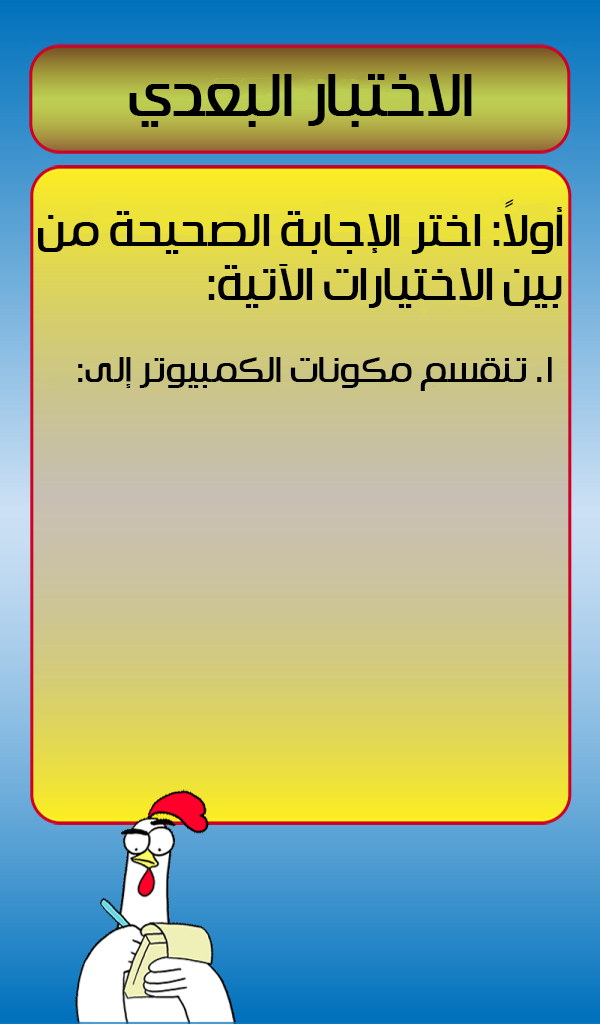 الاختبار البعدي
أولاً: اختر الإجابة الصحيحة من
بين الاختيارات الآتية:
١. تنقسم مكونات الكمبيوتر إلى: